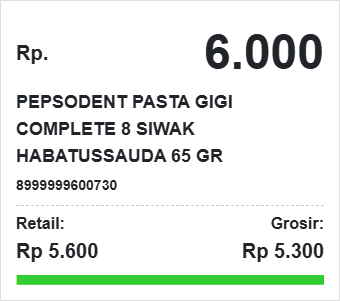 Rp. 6.000
PEPSODENT PASTA GIGI
COMPLETE 8 SIWAK
HABATUSSAUDA 65 GR
8999999600730
Retail: Grosir:
Rp 5.600 Rp 5.300